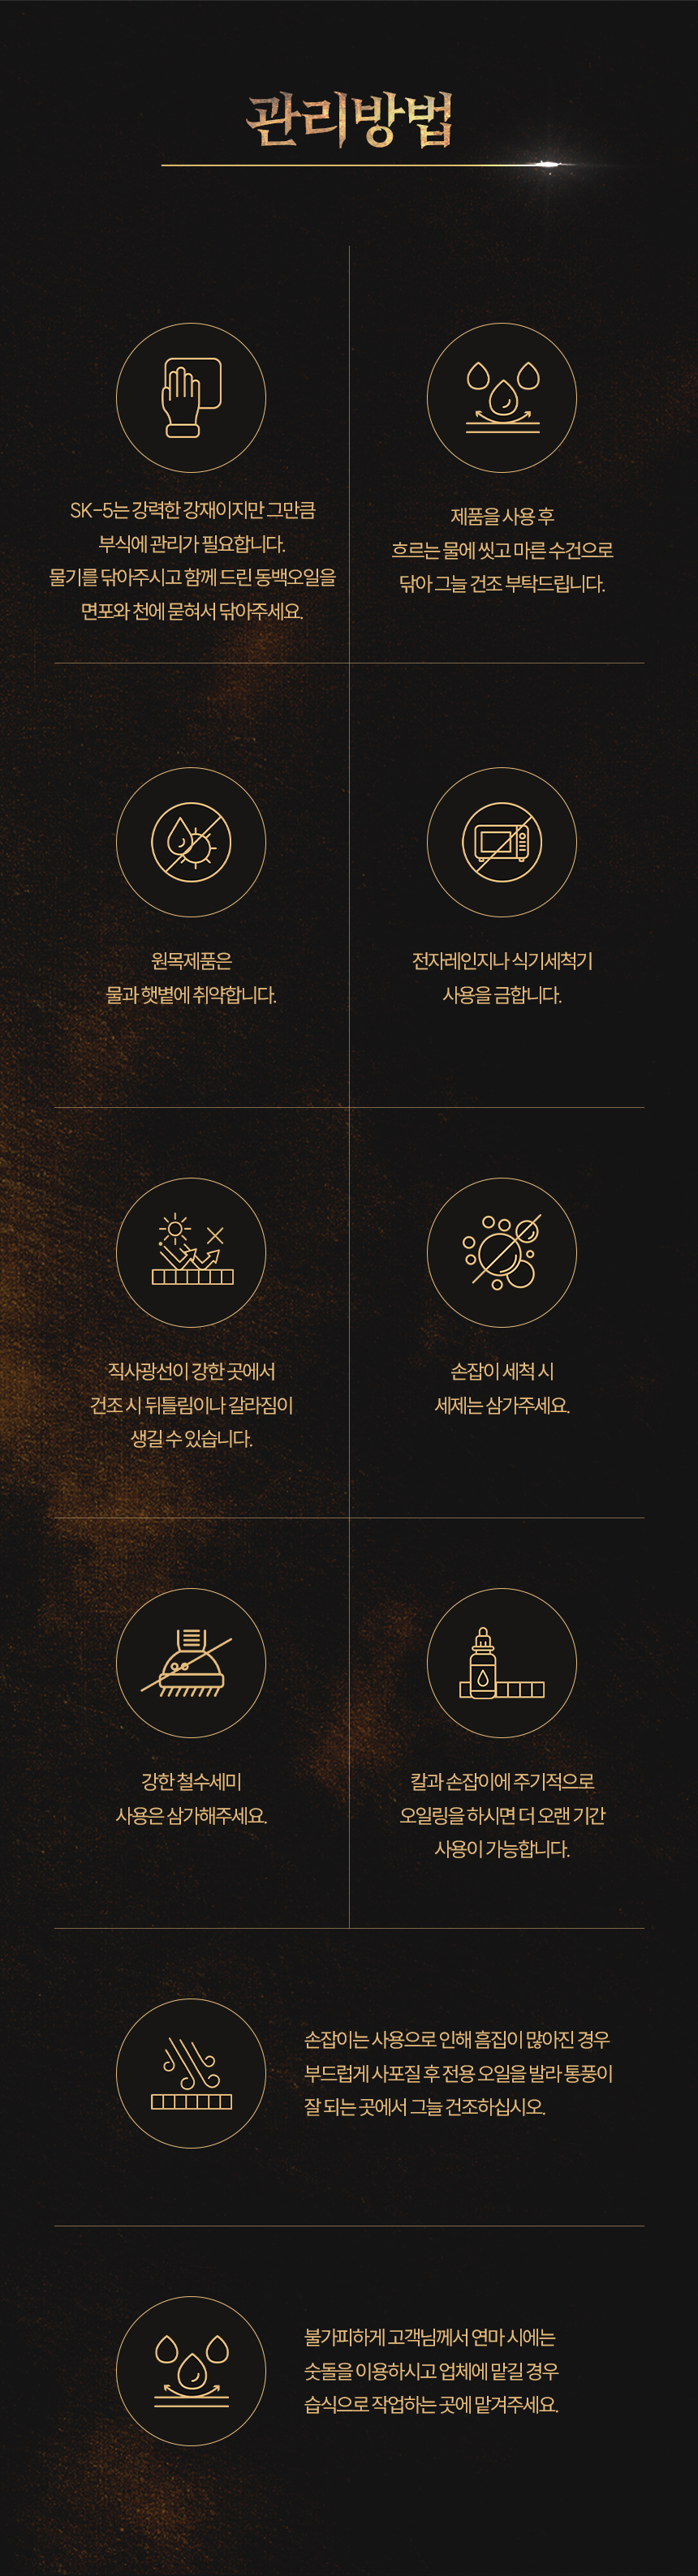 관리방법
SK-5는 강력한 강재이지만 그만큼
부식에 관리가 필요합니다.
물기를 닦아주시고 함께 드린 동백오일을
면포와 천에 묻혀서 닦아주세요.
제품을 사용 후
흐르는 물에 씻고 마른 수건으로
닦아 그늘 건조 부탁드립니다.
원목제품은
물과 햇볕에 취약합니다.
전자레인지나 식기세척기
사용을 금합니다.
직사광선이 강한 곳에서
건조 시 뒤틀림이나 갈라짐이
생길 수 있습니다.
손잡이 세척 시
세제는 삼가주세요.
강한 철수세미
사용은 삼가해주세요.
칼과 손잡이에 주기적으로
오일링을 하시면 더 오랜 기간
사용이 가능합니다.
손잡이는 사용으로 인해 흠집이 많아진 경우
부드럽게 사포질 후 전용 오일을 발라 통풍이
잘 되는 곳에서 그늘 건조하십시오.
불가피하게 고객님께서 연마 시에는
숫돌을 이용하시고 업체에 맡길 경우
습식으로 작업하는 곳에 맡겨주세요.